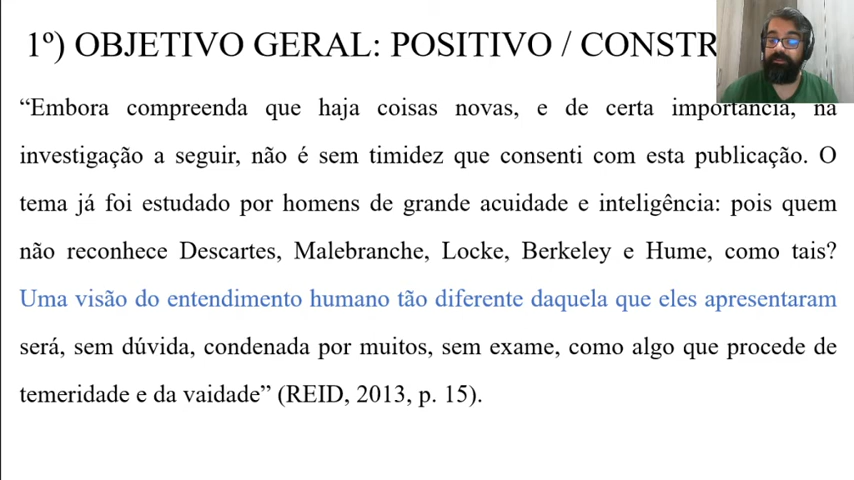 1º) OBJETIVO GERAL: POSITIVO / CONSTR
“Embora compreenda que haja coisas novas, e de certa importância, na
investigação a seguir, não é sem timidez que consenti com esta publicação. O
tema já foi estudado por homens de grande acuidade e inteligência: pois quem
não reconhece Descartes, Malebranche, Locke, Berkeley e Hume, como tais?
Uma visão do entendimento humano tão diferente daquela que eles apresentaram
será, sem dúvida, condenada por muitos, sem exame, como algo que procede de
temeridade e da vaidade” (REID, 2013, p. 15).